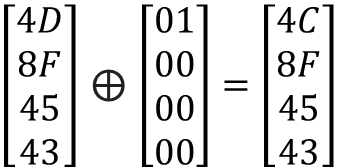 [4D] ⊕ [01] = [4C]
[8F] ⊕ [00] = [8F]
[45] ⊕ [00] = [45]
[43] ⊕ [00] = [43]